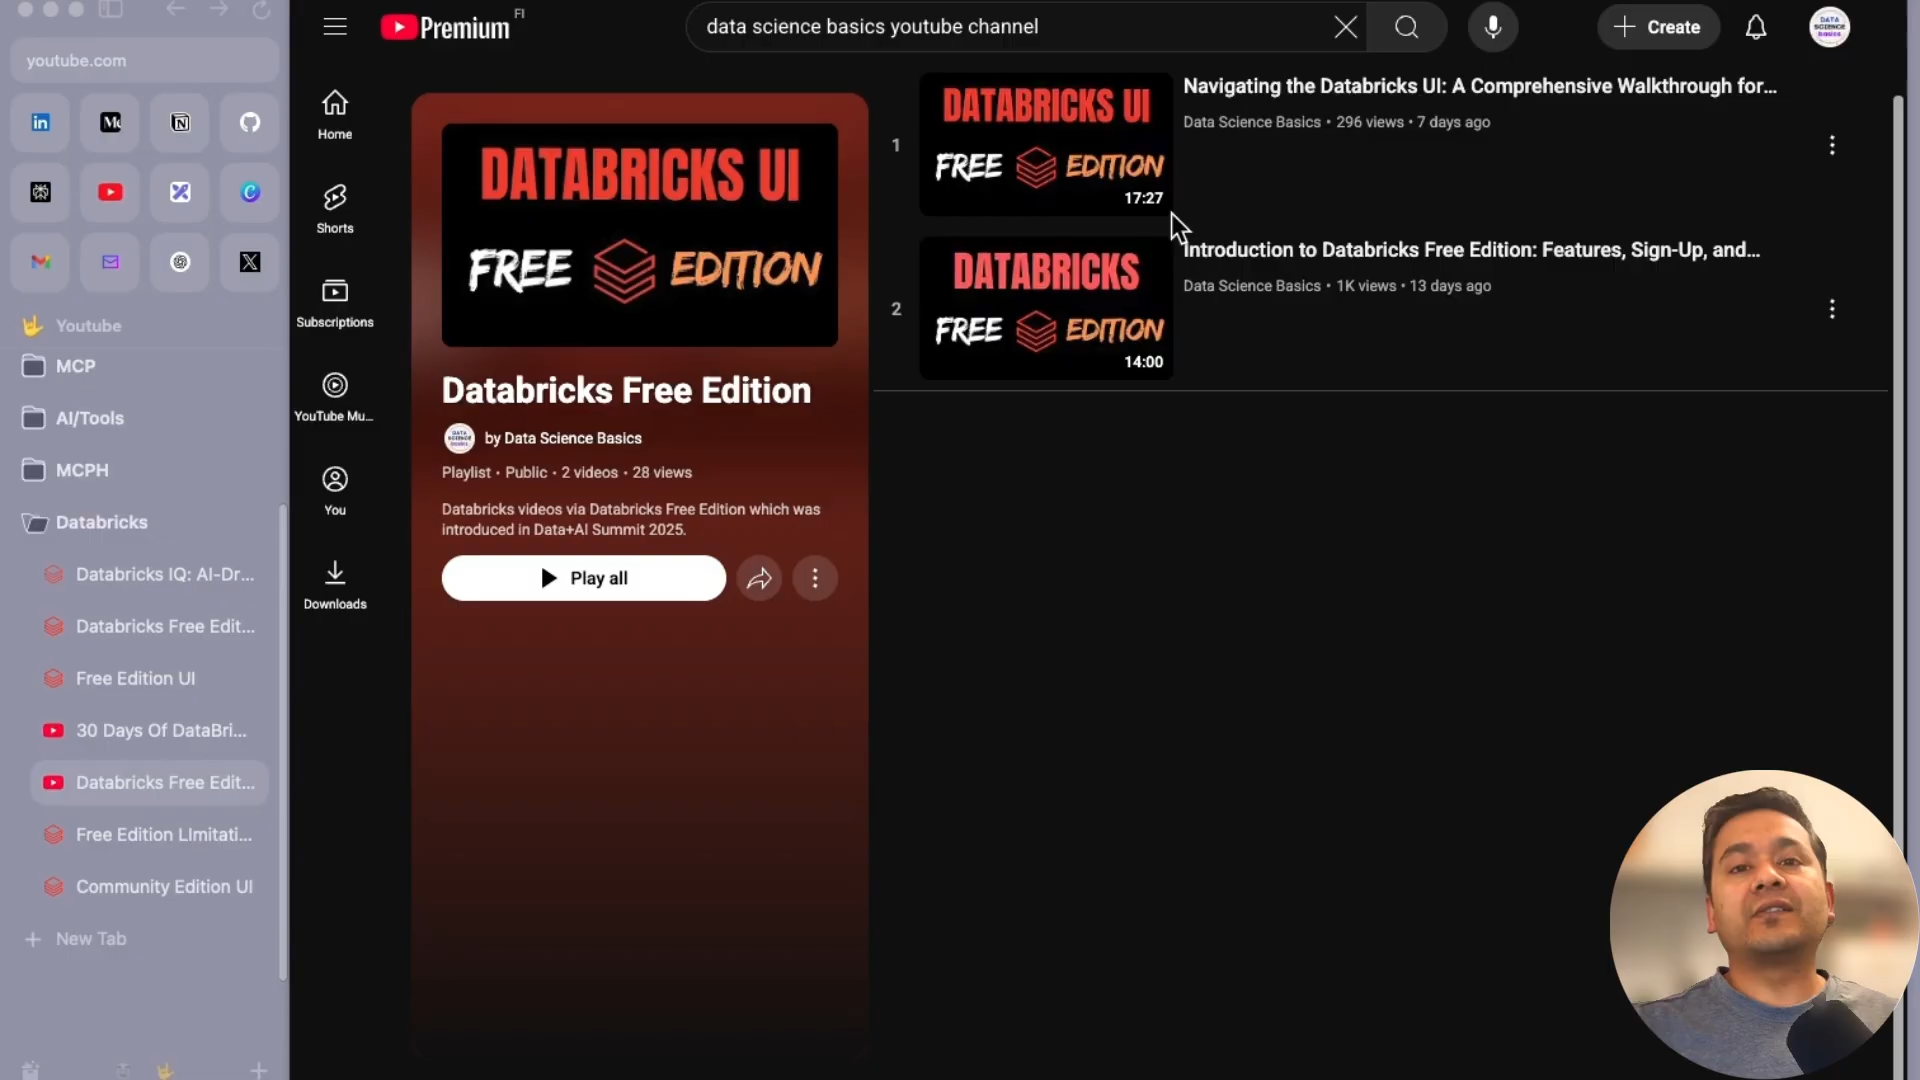 youtube.com
Youtube
MCP
AI/Tools
MCPH
Databricks
Databricks IQ: AI-Dr...
Databricks Free Edit...
Free Edition UI
30 Days Of DataBri...
Databricks Free Edit...
Free Edition LImitati...
Community Edition UI
New Tab
Premium FI
data science basics youtube channel
Create
Home
Shorts
Subscriptions
YouTube Mu...
You
Downloads
DATABRICKS UI
FREE EDITION
Databricks Free Edition
by Data Science Basics
Playlist • Public • 2 videos • 28 views
Databricks videos via Databricks Free Edition which was
introduced in Data+AI Summit 2025.
Play all
1
DATABRICKS UI
FREE EDITION
17:27
Navigating the Databricks UI: A Comprehensive Walkthrough for...
Data Science Basics • 296 views • 7 days ago
2
DATABRICKS
FREE EDITION
14:00
Introduction to Databricks Free Edition: Features, Sign-Up, and...
Data Science Basics • 1K views • 13 days ago
DATA
SCIENCE
basics